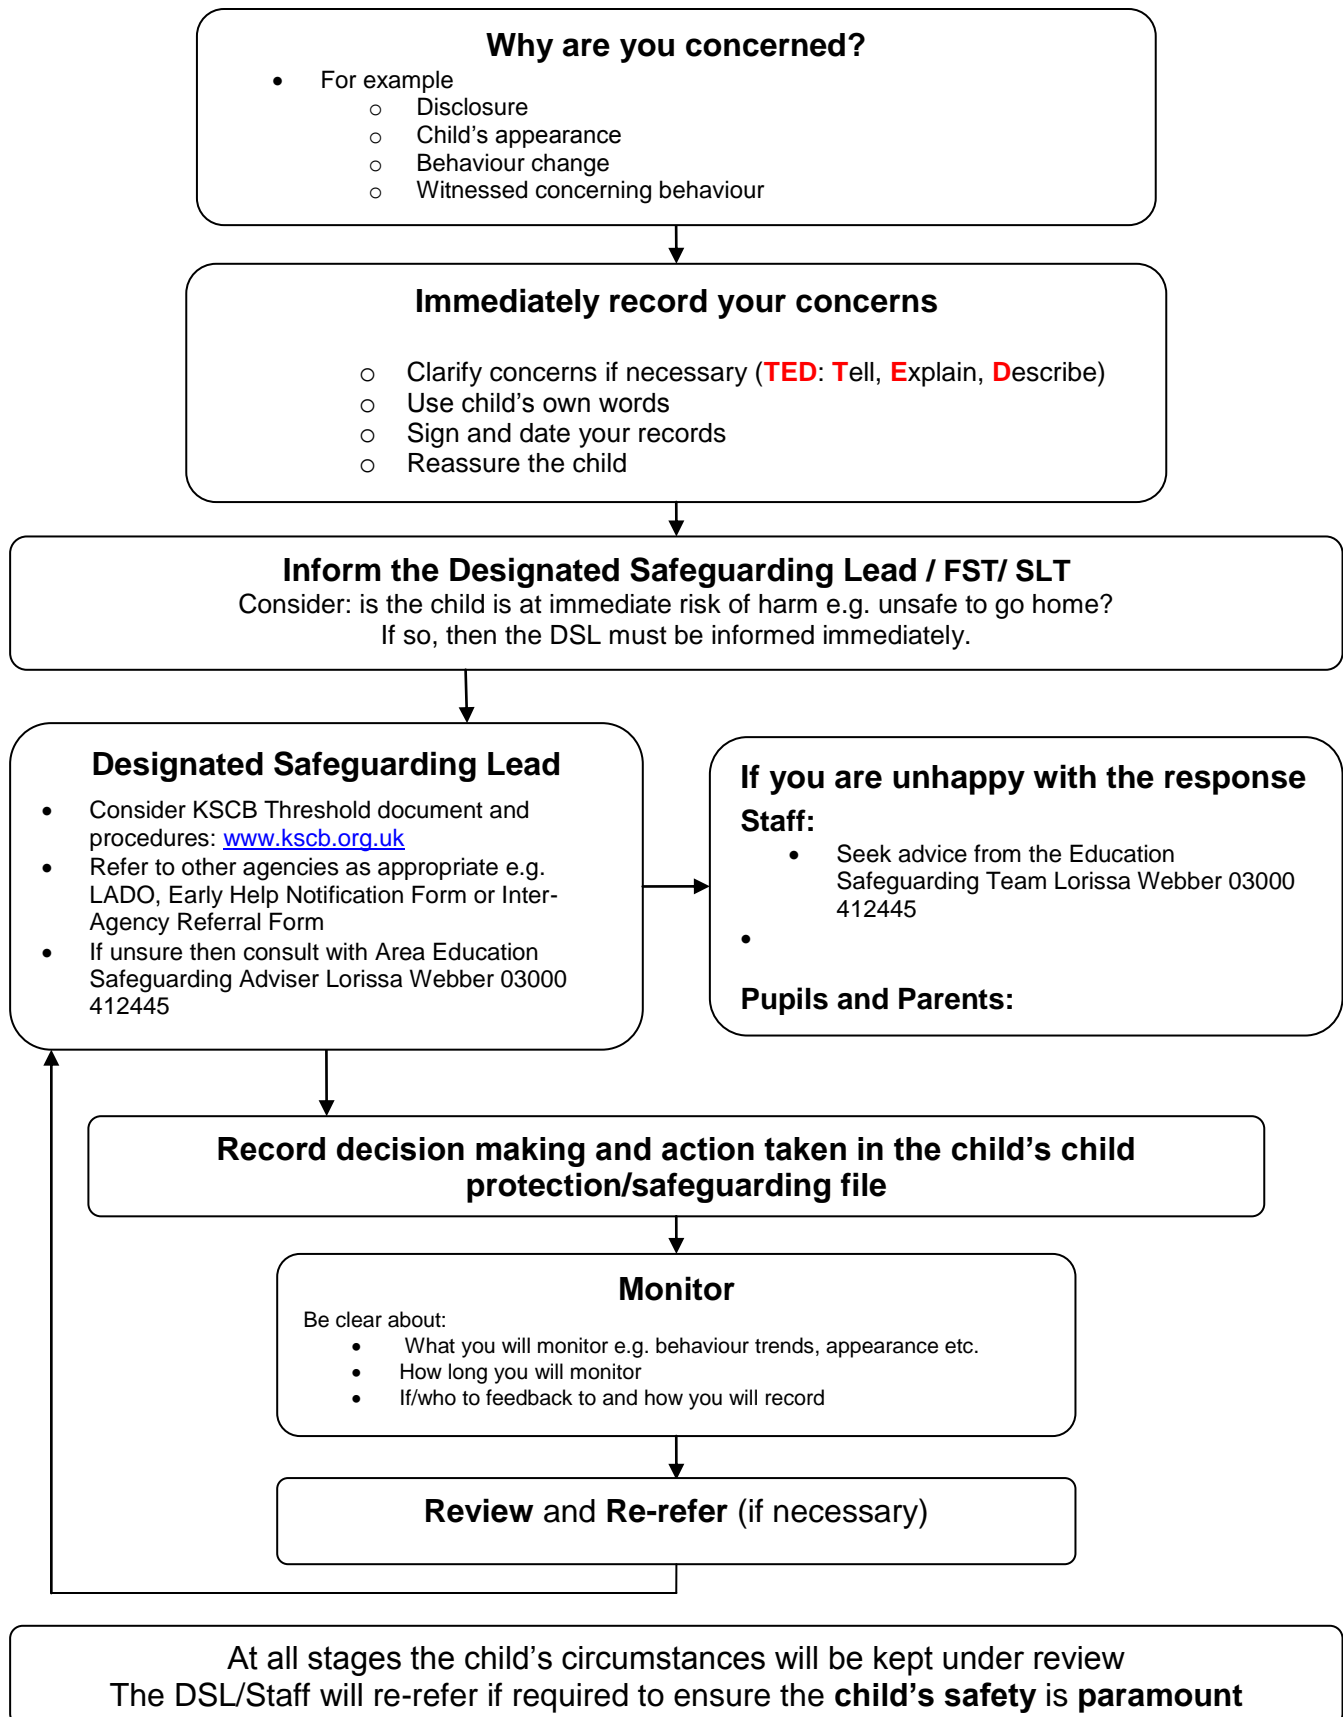 Why are you concerned?
• For example
o Disclosure
o Child's appearance
o Behaviour change
o Witnessed concerning behaviour
Immediately record your concerns
o Clarify concerns if necessary (TED: Tell, Explain, Describe)
o Use child's own words
o Sign and date your records
o Reassure the child
Inform the Designated Safeguarding Lead / FST/ SLT
Consider: is the child is at immediate risk of harm e.g. unsafe to go home?
If so, then the DSL must be informed immediately.
Designated Safeguarding Lead
• Consider KSCB Threshold document and
procedures: www.kscb.org.uk
• Refer to other agencies as appropriate e.g.
LADO, Early Help Notification Form or Inter-
Agency Referral Form
• If unsure then consult with Area Education
Safeguarding Adviser Lorissa Webber 03000
412445
If you are unhappy with the response
Staff:
• Seek advice from the Education
Safeguarding Team Lorissa Webber 03000
412445
•
Pupils and Parents:
Record decision making and action taken in the child's child
protection/safeguarding file
Monitor
Be clear about:
• What you will monitor e.g. behaviour trends, appearance etc.
• How long you will monitor
• If/who to feedback to and how you will record
Review and Re-refer (if necessary)
At all stages the child's circumstances will be kept under review
The DSL/Staff will re-refer if required to ensure the child's safety is paramount